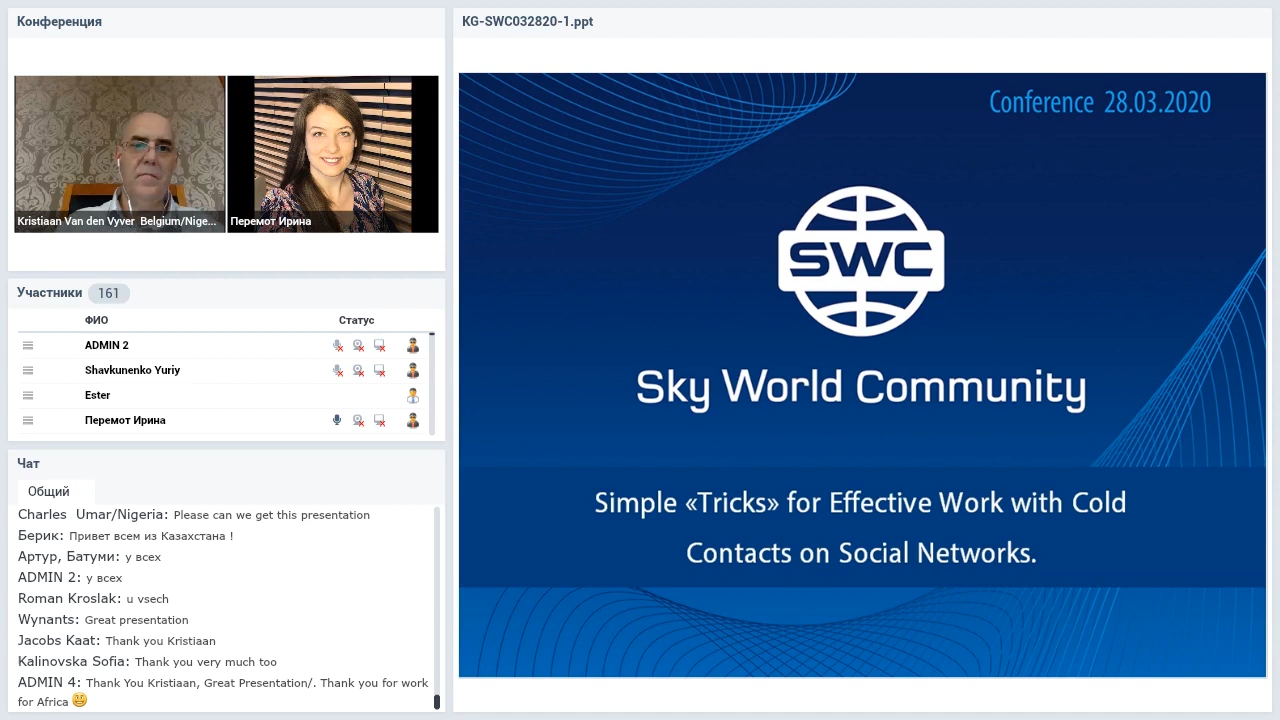 Конференция
Kristiaan Van den Vyver Belgium/Nige...
Перемот Ирина
Участники 161
ФИО Статус
ADMIN 2
Shavkunenko Yuriy
Ester
Перемот Ирина
Чат
Общий
Charles Umar/Nigeria: Please can we get this presentation
Берик: Привет всем из Казахстана !
Артур, Батуми: у всех
ADMIN 2: у всех
Roman Kroslak: u vsech
Wynants: Great presentation
Jacobs Kaat: Thank you Kristiaan
Kalinovska Sofia: Thank you very much too
ADMIN 4: Thank You Kristiaan, Great Presentation/. Thank you for work
for Africa
KG-SWC032820-1.ppt
Conference 28.03.2020
SWC
Sky World Community
Simple «Tricks» for Effective Work with Cold
Contacts on Social Networks.